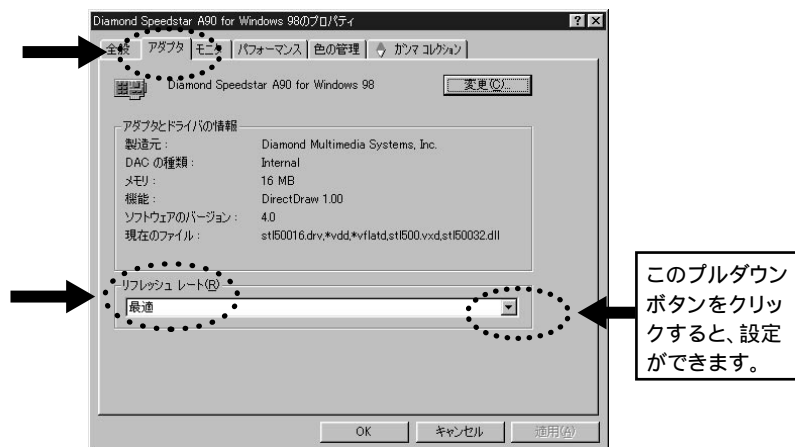 Diamond Speedstar A90 for Windows 98のプロパティ
全般 アダプタ モニタ パフォーマンス 色の管理 ガンマ コレクション
Diamond Speedstar A90 for Windows 98 変更(C)...
アダプタとドライバの情報
製造元： Diamond Multimedia Systems, Inc.
DAC の種類： Internal
メモリ： 16 MB
機能： DirectDraw 1.00
ソフトウェアのバージョン： 4.0
現在のファイル： stl50016.drv,*vdd,*vflatd,stl500.vxd,stl50032.dll
リフレッシュ レート(R)
最適
OK キャンセル 適用(A)
このプルダウン
ボタンをクリッ
クすると、設定
ができます。